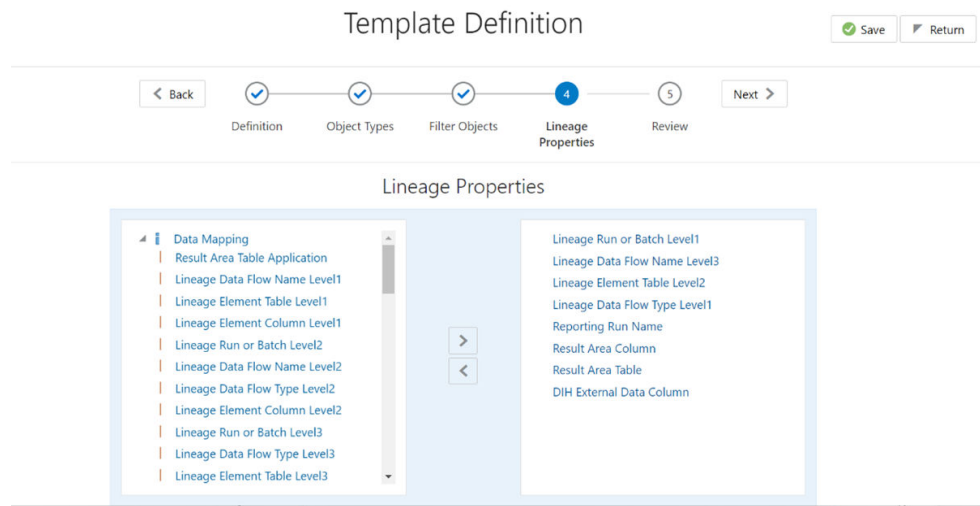 Template Definition
Save
Return
Back
4
5
Next
Definition
Object Types
Filter Objects
Lineage
Properties
Review
Lineage Properties
Data Mapping
Result Area Table Application
Lineage Data Flow Name Level1
Lineage Element Table Level1
Lineage Element Column Level1
Lineage Run or Batch Level2
Lineage Data Flow Name Level2
Lineage Data Flow Type Level2
Lineage Element Column Level2
Lineage Run or Batch Level3
Lineage Data Flow Type Level3
Lineage Element Table Level3
Lineage Run or Batch Level1
Lineage Data Flow Name Level3
Lineage Element Table Level2
Lineage Data Flow Type Level1
Reporting Run Name
Result Area Column
Result Area Table
DIH External Data Column